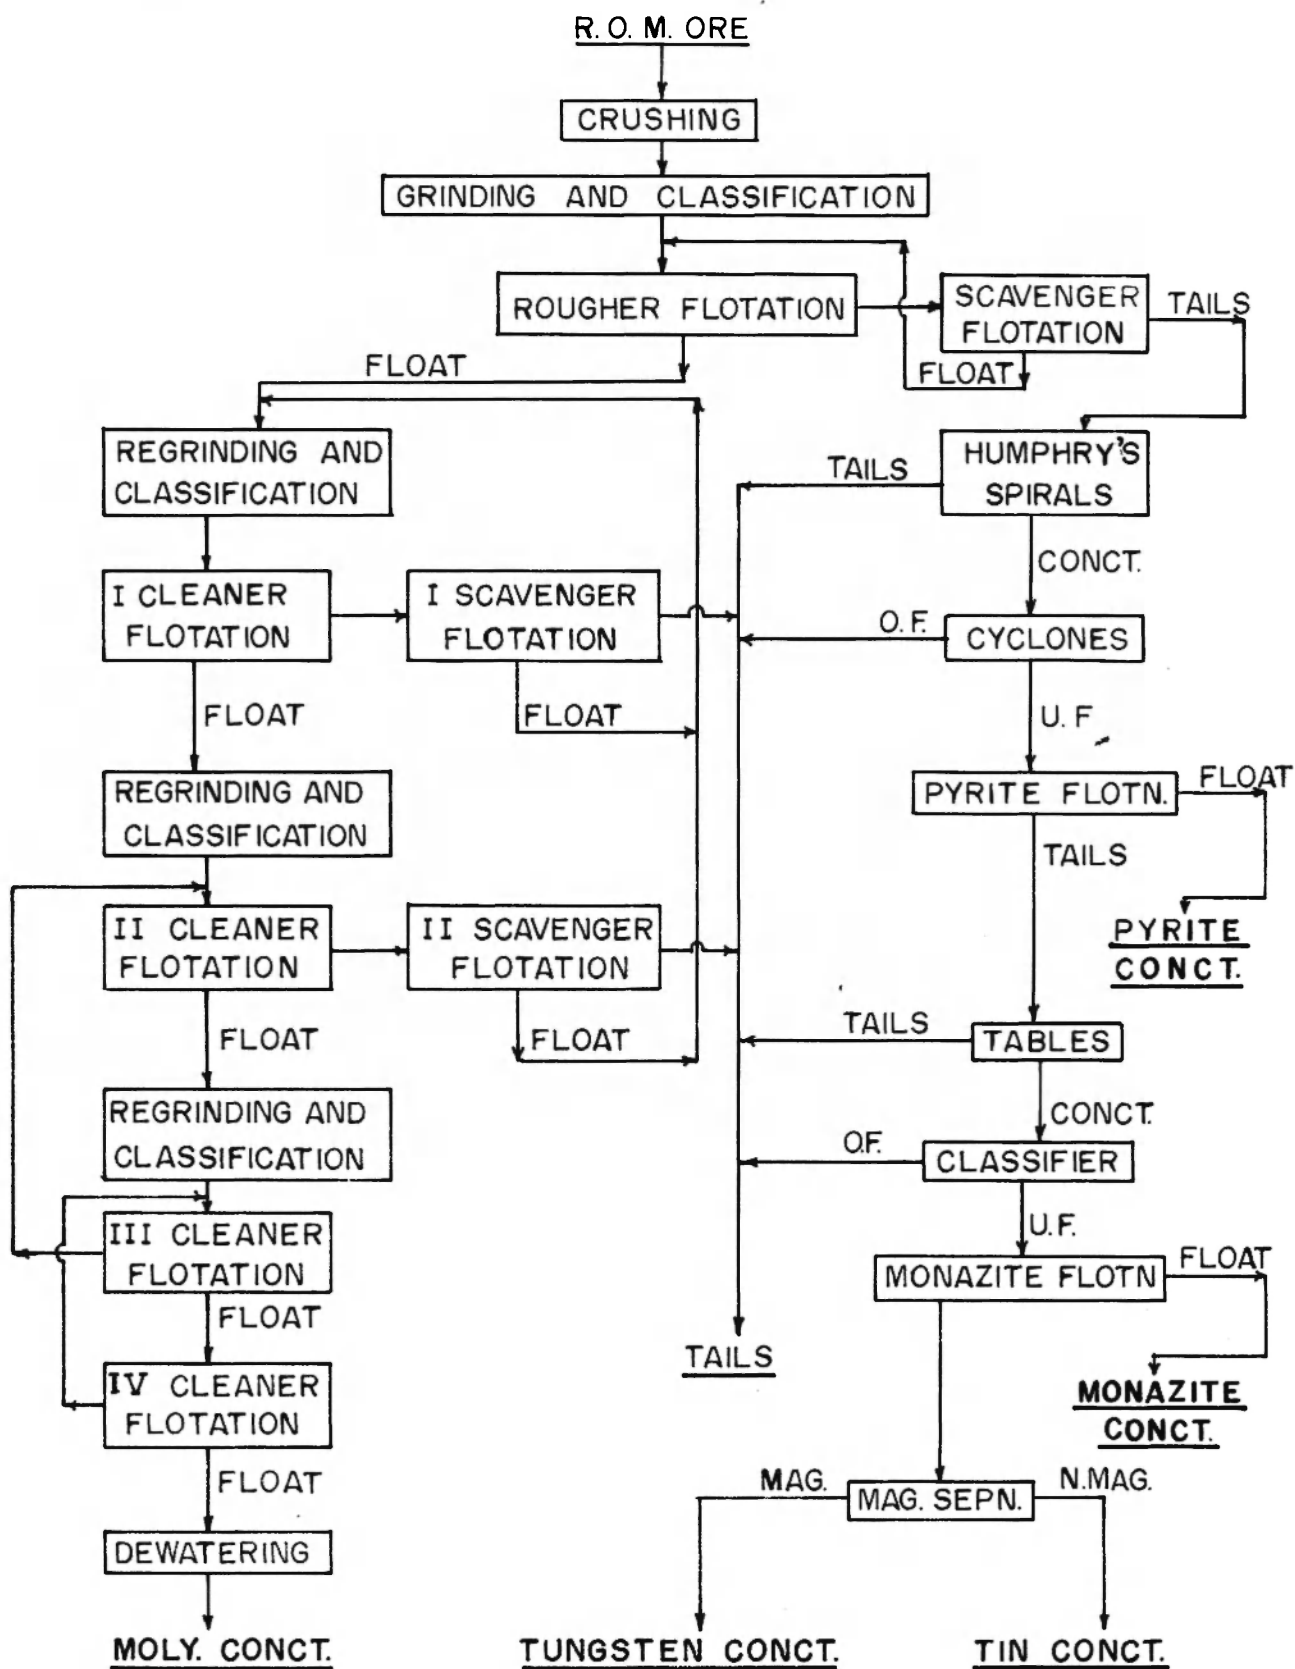 R. O. M. ORE
CRUSHING
GRINDING AND CLASSIFICATION
ROUGHER FLOTATION
SCAVENGER
FLOTATION
TAILS
FLOAT
FLOAT
REGRINDING AND
CLASSIFICATION
TAILS
HUMPHRY'S
SPIRALS
CONCT.
I CLEANER
FLOTATION
I SCAVENGER
FLOTATION
O.F.
CYCLONES
FLOAT
FLOAT
U. F
REGRINDING AND
CLASSIFICATION
PYRITE FLOTN.
FLOAT
TAILS
II CLEANER
FLOTATION
II SCAVENGER
FLOTATION
PYRITE
CONCT.
FLOAT
FLOAT
TAILS
TABLES
CONCT.
REGRINDING AND
CLASSIFICATION
O.F.
CLASSIFIER
U.F.
III CLEANER
FLOTATION
MONAZITE FLOTN
FLOAT
FLOAT
TAILS
IV CLEANER
FLOTATION
MONAZITE
CONCT.
FLOAT
MAG.
MAG. SEPN.
N.MAG.
DEWATERING
MOLY. CONCT.
TUNGSTEN CONCT.
TIN CONCT.